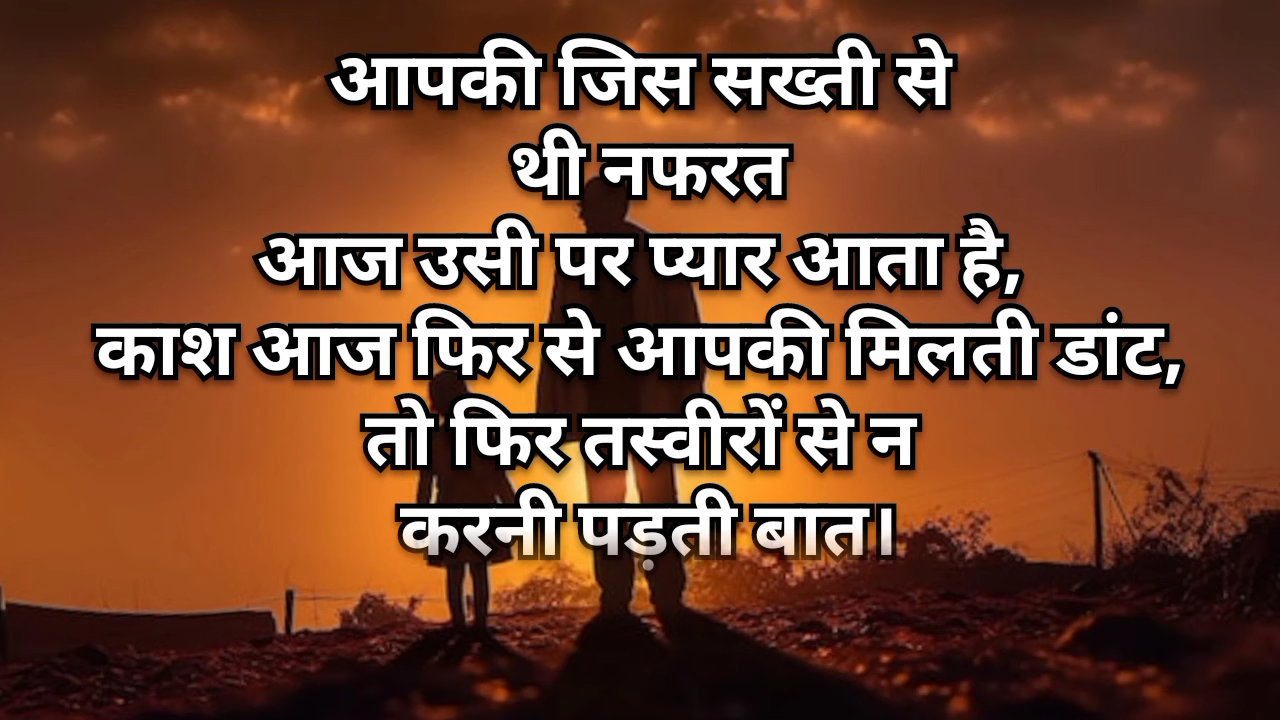 आपकी जिस सख्ती से
थी नफरत
आज उसी पर प्यार आता है,
काश आज फिर से आपकी मिलती डांट,
तो फिर तस्वीरों से न
करनी पड़ती बात।